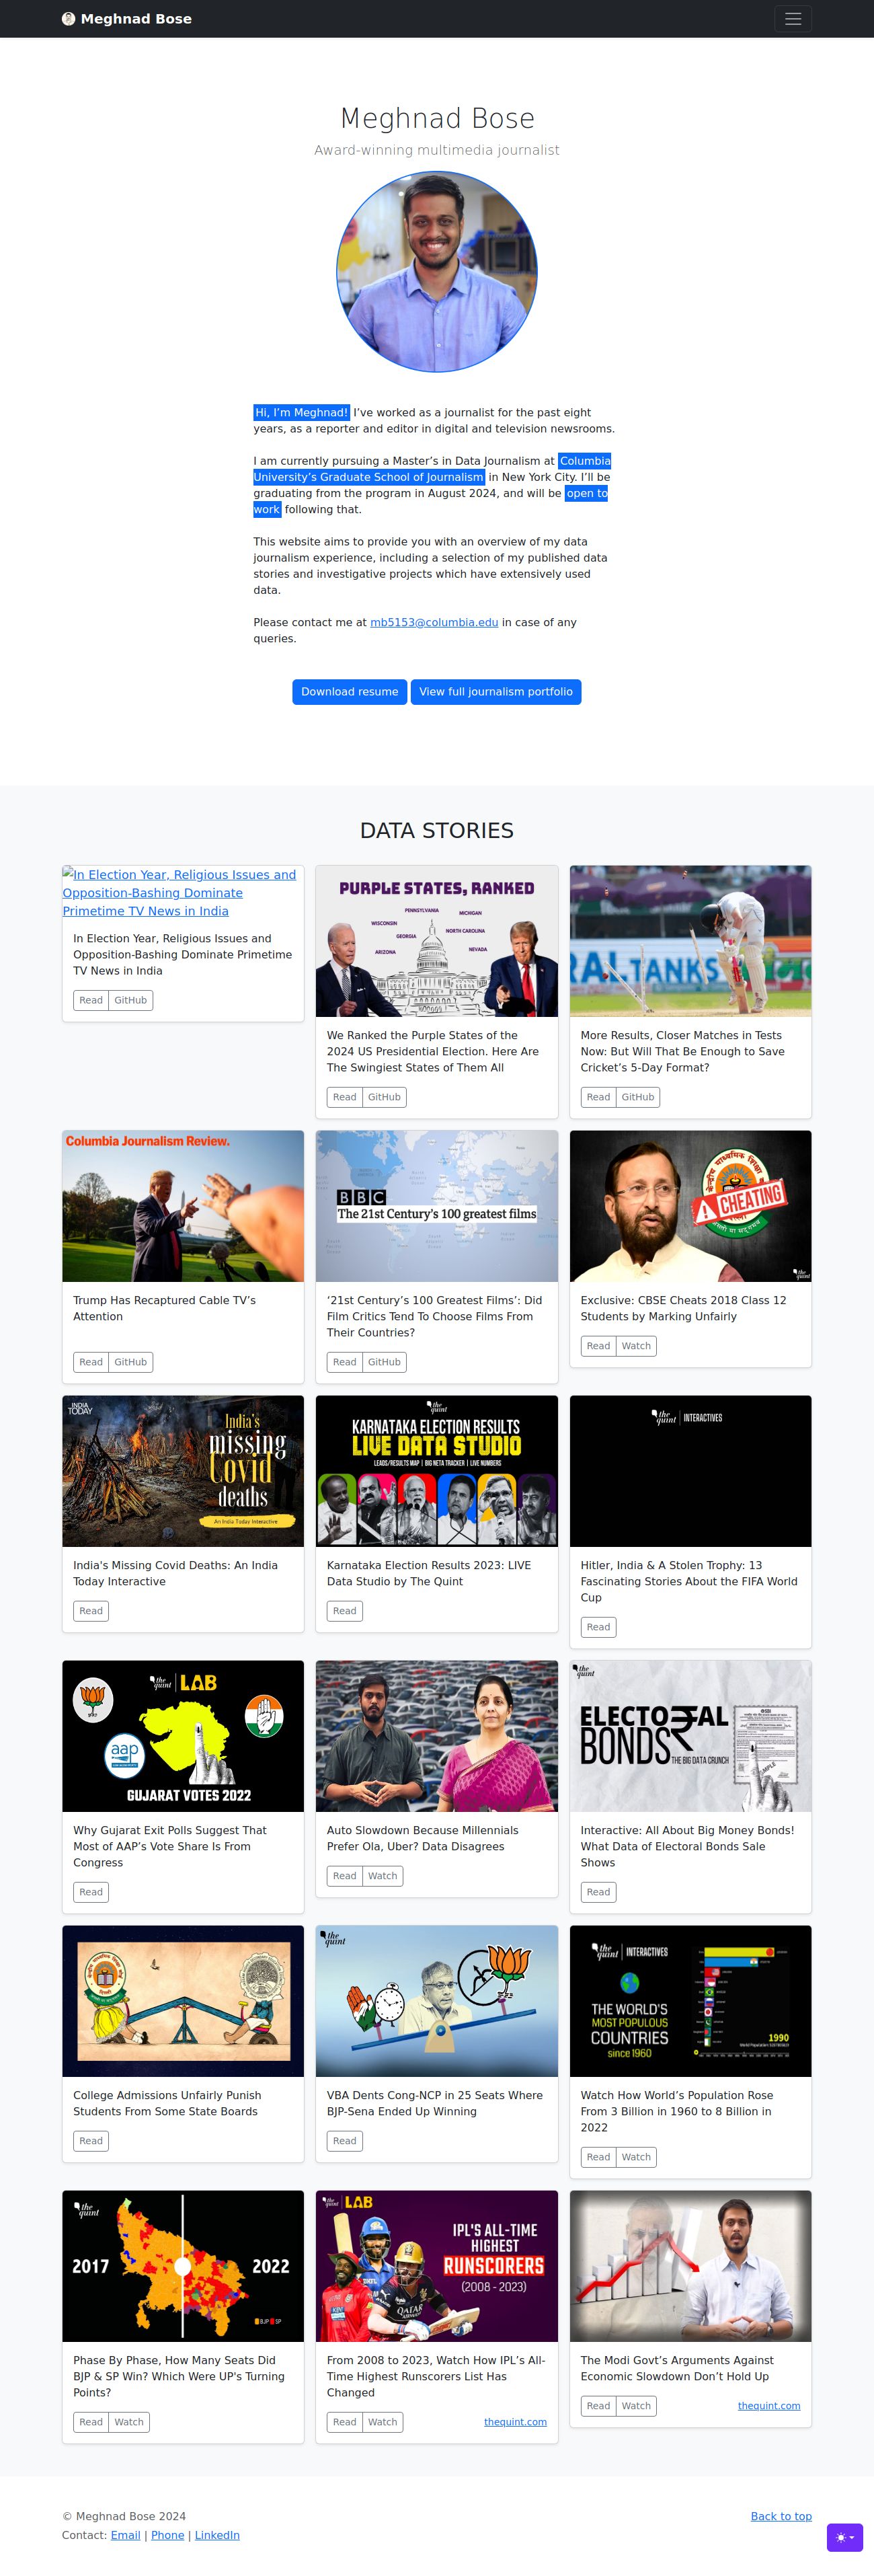 Meghnad Bose
Meghnad Bose
Award-winning multimedia journalist
Hi, I’m Meghnad! I’ve worked as a journalist for the past eight
years, as a reporter and editor in digital and television newsrooms.
I am currently pursuing a Master’s in Data Journalism at Columbia
University’s Graduate School of Journalism in New York City. I’ll be
graduating from the program in August 2024, and will be open to
work following that.
This website aims to provide you with an overview of my data
journalism experience, including a selection of my published data
stories and investigative projects which have extensively used
data.
Please contact me at mb5153@columbia.edu in case of any
queries.
Download resume View full journalism portfolio
DATA STORIES
In Election Year, Religious Issues and
Opposition-Bashing Dominate
Primetime TV News in India
In Election Year, Religious Issues and
Opposition-Bashing Dominate Primetime
TV News in India
Read GitHub
PURPLE STATES, RANKED
PENNSYLVANIA
MICHIGAN
WISCONSIN
NORTH CAROLINA
GEORGIA
NEVADA
ARIZONA
We Ranked the Purple States of the
2024 US Presidential Election. Here Are
The Swingiest States of Them All
Read GitHub
TANK
More Results, Closer Matches in Tests
Now: But Will That Be Enough to Save
Cricket’s 5-Day Format?
Read GitHub
Columbia Journalism Review.
Trump Has Recaptured Cable TV’s
Attention
Read GitHub
BBC
The 21st Century's 100 greatest films
‘21st Century’s 100 Greatest Films’: Did
Film Critics Tend To Choose Films From
Their Countries?
Read GitHub
CHEATING
the quint
Exclusive: CBSE Cheats 2018 Class 12
Students by Marking Unfairly
Read Watch
INDIA
TODAY
India's
missing
Covid
deaths
An India Today Interactive
India's Missing Covid Deaths: An India
Today Interactive
Read
the quint
KARNATAKA ELECTION RESULTS
LIVE DATA STUDIO
LEADS/RESULTS MAP | BIG NETA TRACKER | LIVE NUMBERS
Karnataka Election Results 2023: LIVE
Data Studio by The Quint
Read
the quint | INTERACTIVES
Hitler, India & A Stolen Trophy: 13
Fascinating Stories About the FIFA World
Cup
Read
the quint | LAB
aap
GUJARAT VOTES 2022
Why Gujarat Exit Polls Suggest That
Most of AAP’s Vote Share Is From
Congress
Read
Auto Slowdown Because Millennials
Prefer Ola, Uber? Data Disagrees
Read Watch
the quint
ELECTO₹AL
BONDS THE BIG DATA CRUNCH
Interactive: All About Big Money Bonds!
What Data of Electoral Bonds Sale
Shows
Read
College Admissions Unfairly Punish
Students From Some State Boards
Read
the quint
VBA Dents Cong-NCP in 25 Seats Where
BJP-Sena Ended Up Winning
Read
the quint | INTERACTIVES
THE WORLD'S
MOST POPULOUS
COUNTRIES
since 1960
1990
Watch How World’s Population Rose
From 3 Billion in 1960 to 8 Billion in
2022
Read Watch
the quint
2017 2022
BJP SP
Phase By Phase, How Many Seats Did
BJP & SP Win? Which Were UP's Turning
Points?
Read Watch
the quint | LAB
IPL'S ALL-TIME
HIGHEST
RUNSCORERS
(2008 - 2023)
From 2008 to 2023, Watch How IPL’s All-
Time Highest Runscorers List Has
Changed
Read Watch thequint.com
The Modi Govt’s Arguments Against
Economic Slowdown Don’t Hold Up
Read Watch thequint.com
© Meghnad Bose 2024
Back to top
Contact: Email | Phone | LinkedIn